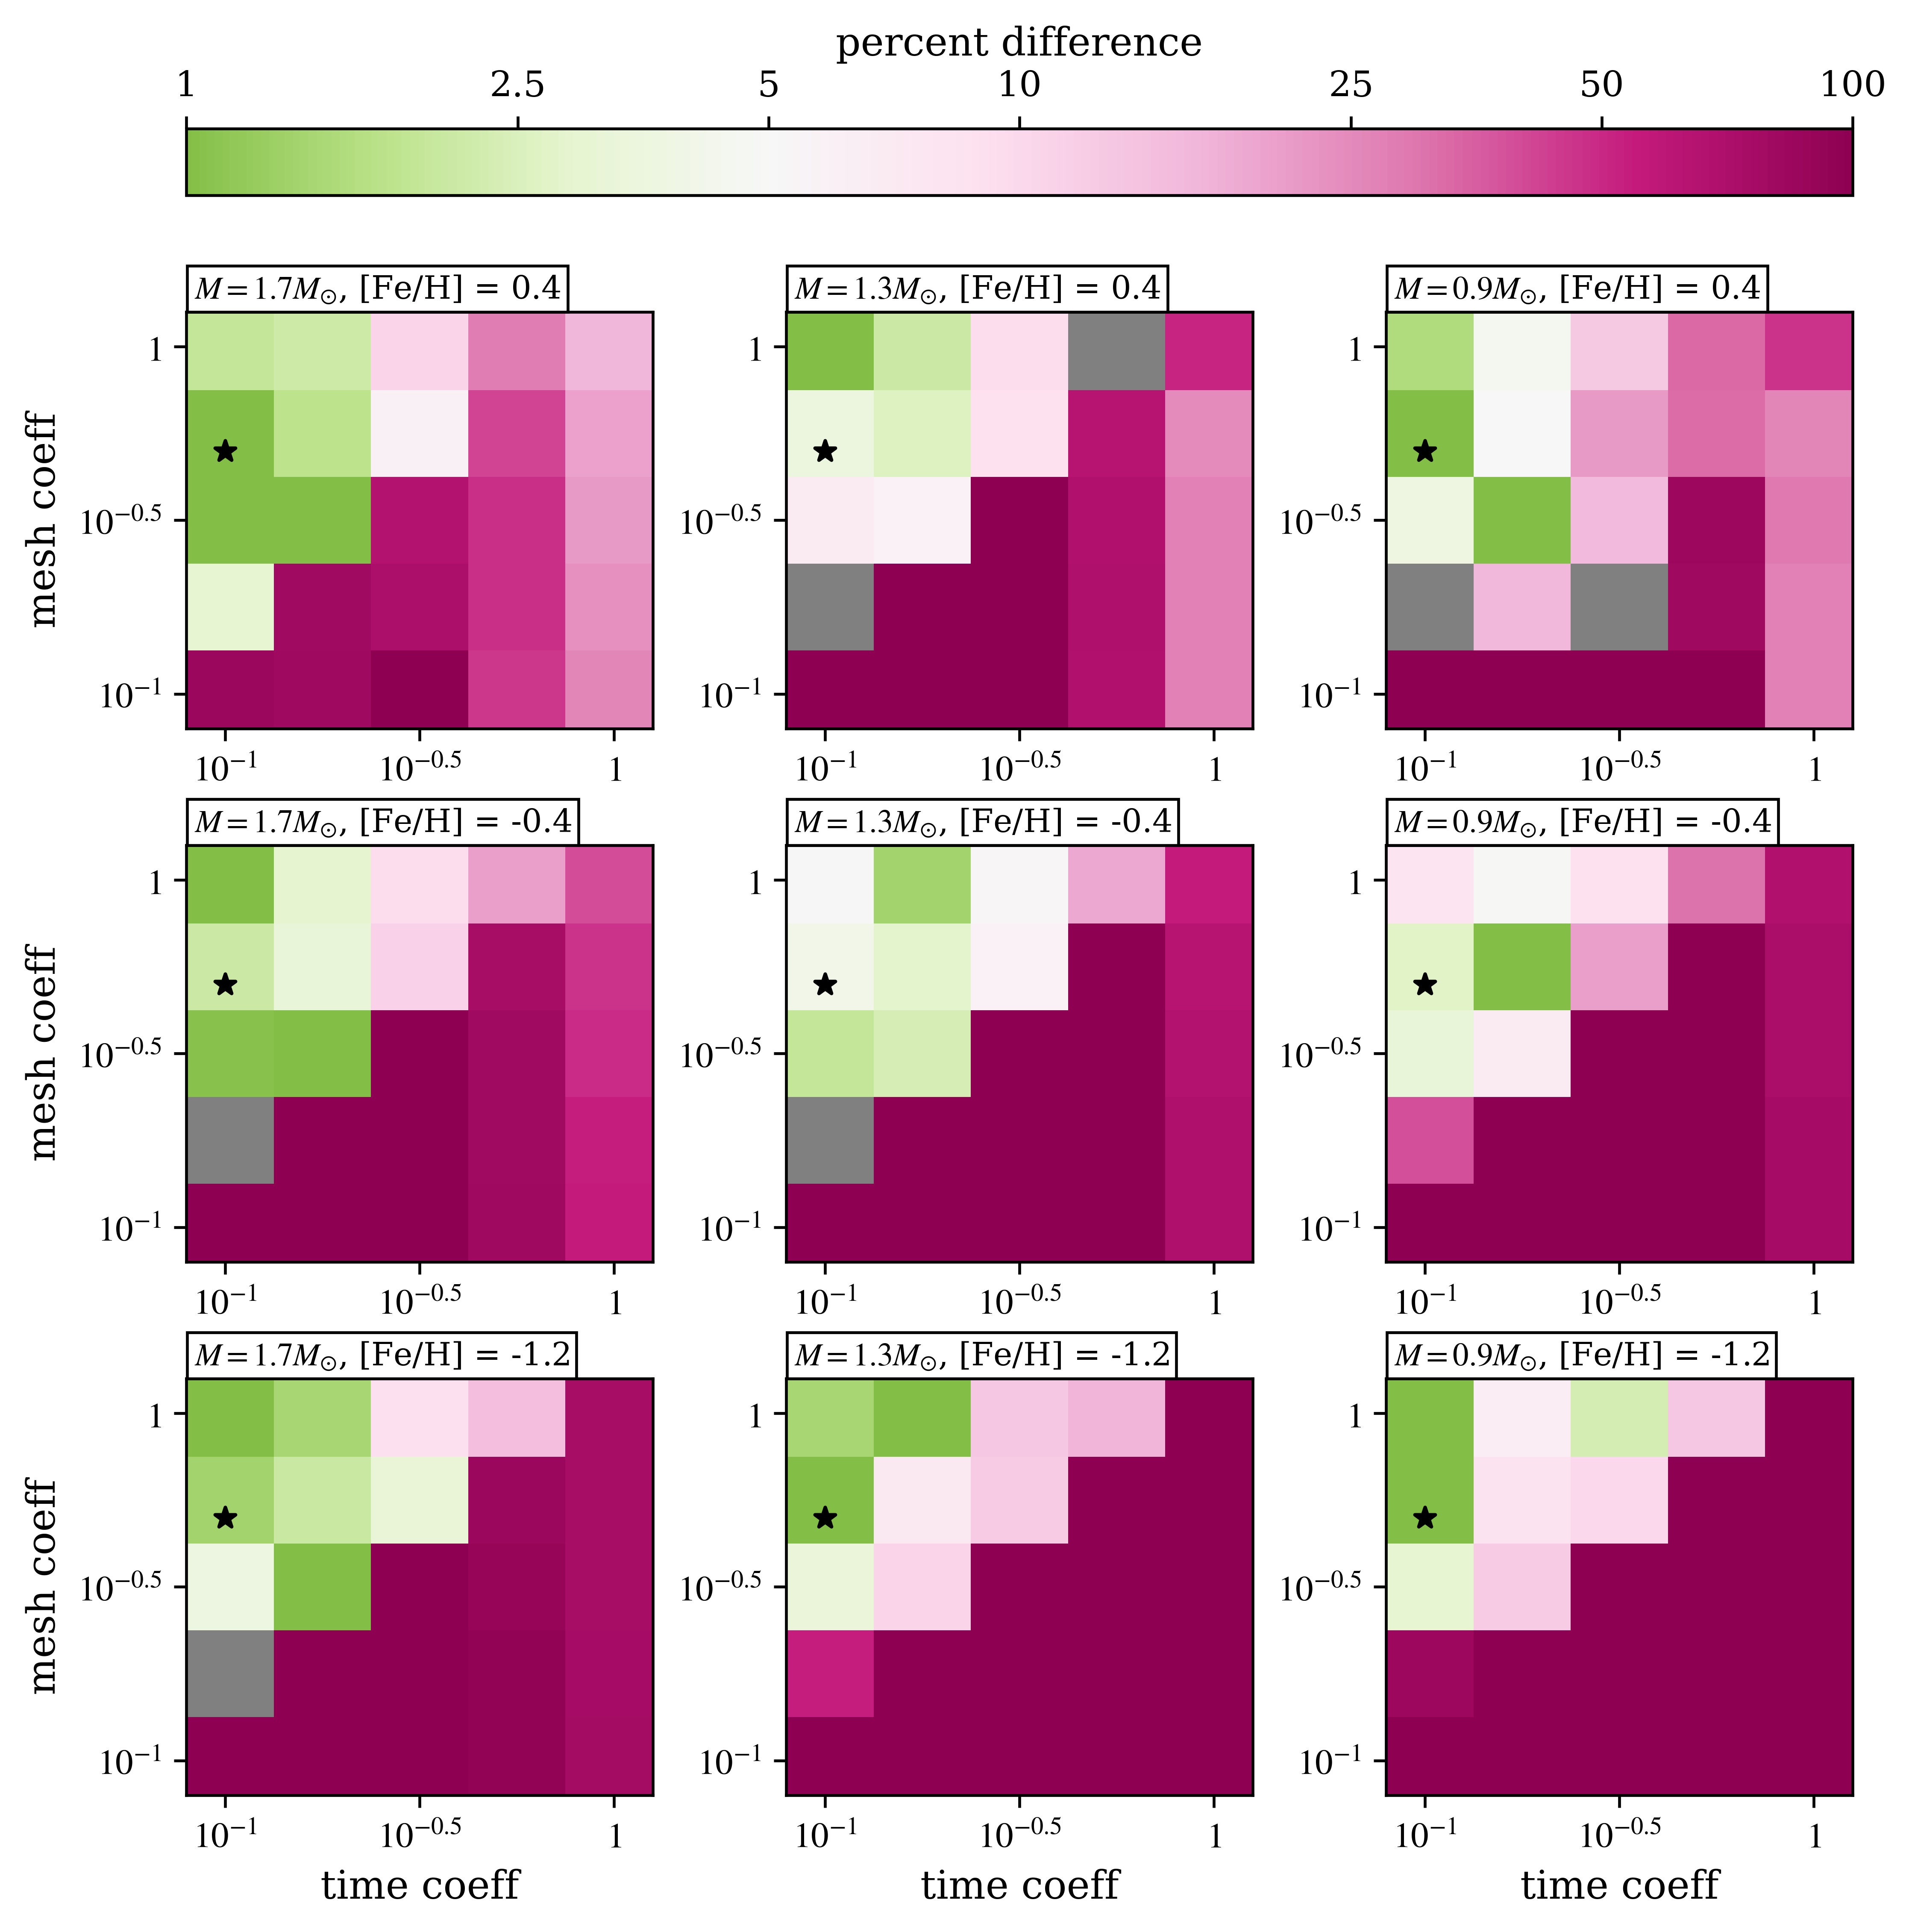 percent difference
1 2.5 5 10 25 50 100
M = 1.7M⊙, [Fe/H] = 0.4
M = 1.3M⊙, [Fe/H] = 0.4
M = 0.9M⊙, [Fe/H] = 0.4
mesh coeff
1
10^−0.5
10^−1
1
10^−0.5
10^−1
1
10^−0.5
10^−1
10^−1 10^−0.5 1
10^−1 10^−0.5 1
10^−1 10^−0.5 1
M = 1.7M⊙, [Fe/H] = -0.4
M = 1.3M⊙, [Fe/H] = -0.4
M = 0.9M⊙, [Fe/H] = -0.4
mesh coeff
1
10^−0.5
10^−1
1
10^−0.5
10^−1
1
10^−0.5
10^−1
10^−1 10^−0.5 1
10^−1 10^−0.5 1
10^−1 10^−0.5 1
M = 1.7M⊙, [Fe/H] = -1.2
M = 1.3M⊙, [Fe/H] = -1.2
M = 0.9M⊙, [Fe/H] = -1.2
mesh coeff
1
10^−0.5
10^−1
1
10^−0.5
10^−1
1
10^−0.5
10^−1
10^−1 10^−0.5 1
10^−1 10^−0.5 1
10^−1 10^−0.5 1
time coeff
time coeff
time coeff